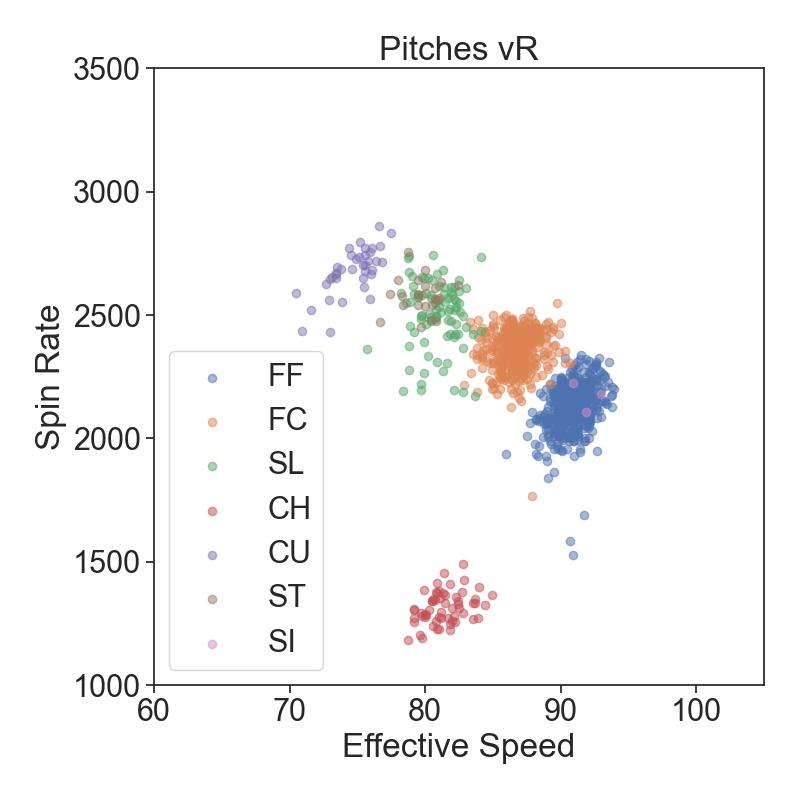 Pitches vR
3500
3000
2500
2000
1500
1000
Spin Rate
FF
FC
SL
CH
CU
ST
SI
60 70 80 90 100
Effective Speed